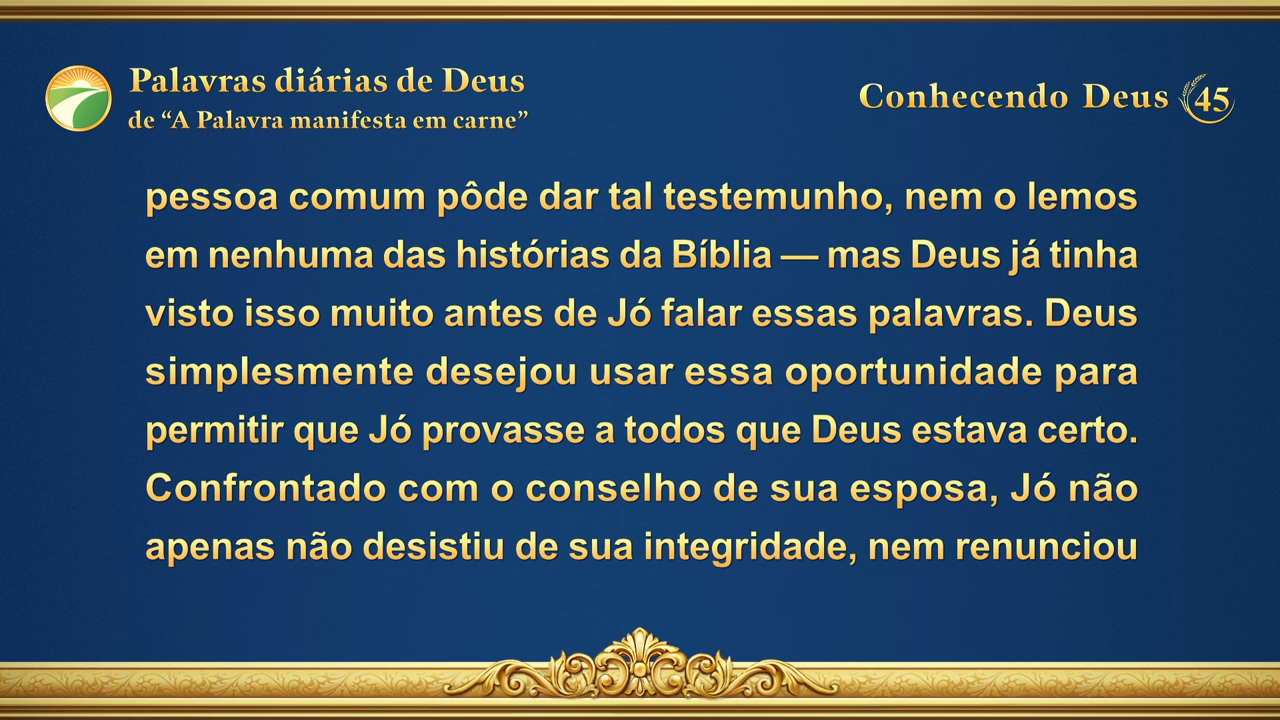 Palavras diárias de Deus
de “A Palavra manifesta em carne”
Conhecendo Deus 45
pessoa comum pôde dar tal testemunho, nem o lemos
em nenhuma das histórias da Bíblia — mas Deus já tinha
visto isso muito antes de Jó falar essas palavras. Deus
simplesmente desejou usar essa oportunidade para
permitir que Jó provasse a todos que Deus estava certo.
Confrontado com o conselho de sua esposa, Jó não
apenas não desistiu de sua integridade, nem renunciou